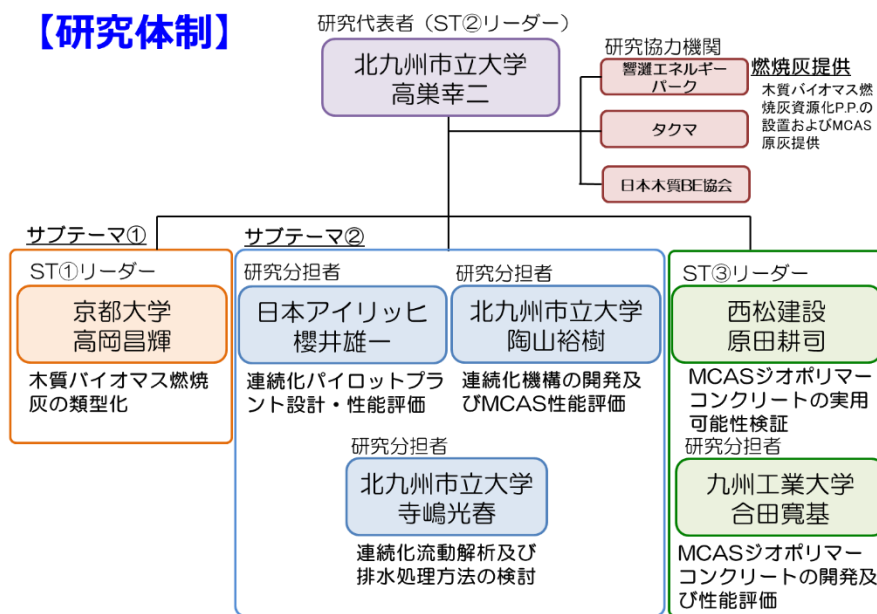 【研究体制】
研究代表者（ST②リーダー）
北九州市立大学
高巣幸二
研究協力機関
響灘エネルギー
パーク
タクマ
日本木質BE協会
燃焼灰提供
木質バイオマス燃
焼灰資源化P.P.の
設置およびMCAS
原灰提供
サブテーマ①
ST①リーダー
京都大学
高岡昌輝
木質バイオマス燃焼
灰の類型化
サブテーマ②
研究分担者
日本アイリッヒ
櫻井雄一
連続化パイロットプラ
ント設計・性能評価
研究分担者
北九州市立大学
陶山裕樹
連続化機構の開発及
びMCAS性能評価
研究分担者
北九州市立大学
寺嶋光春
連続化流動解析及び
排水処理方法の検討
ST③リーダー
西松建設
原田耕司
MCASジオポリマー
コンクリートの実用
可能性検証
研究分担者
九州工業大学
合田寛基
MCASジオポリマー
コンクリートの開発及
び性能評価